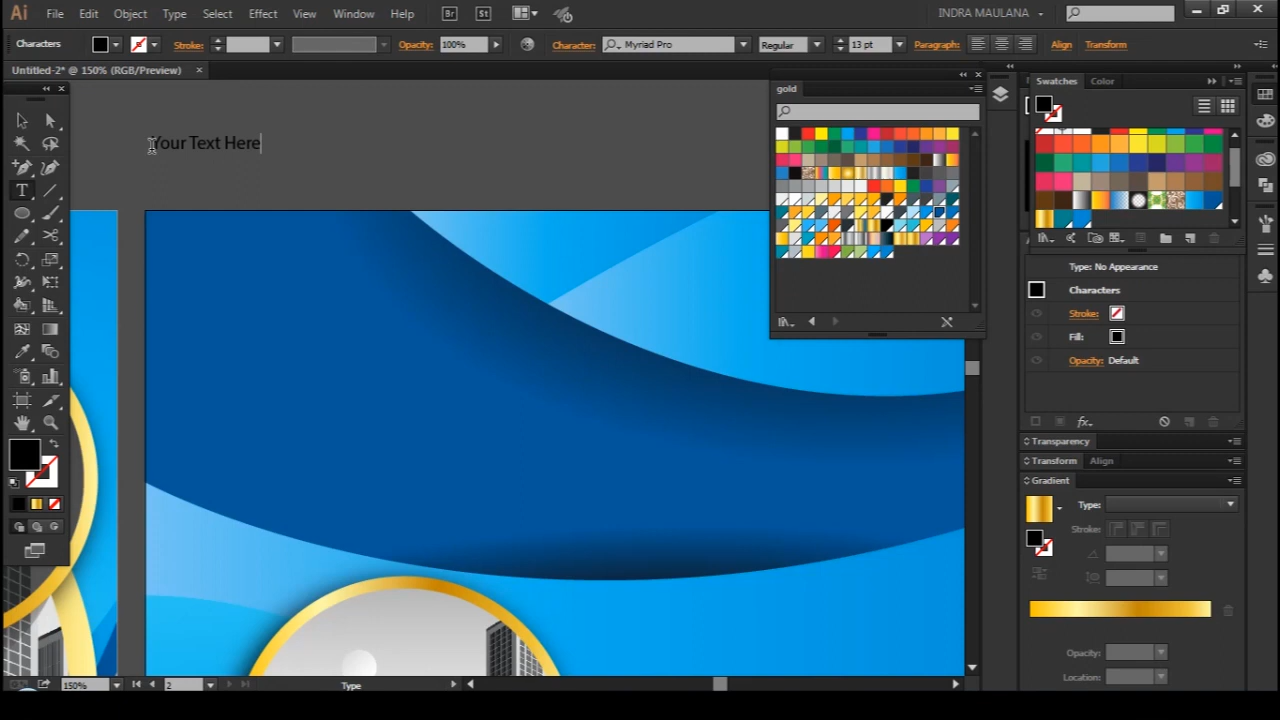 Ai File Edit Object Type Select Effect View Window Help Br St INDRA MAULANA
Characters Stroke: Opacity: 100% Character: Myriad Pro Regular 13 pt Paragraph: Align Transform
Untitled-2* @ 150% (RGB/Preview)
gold
Swatches Color
Your Text Here
Type: No Appearance
Characters
Stroke:
Fill:
Opacity: Default
fx
Transparency
Transform Align
Gradient
Type:
Stroke:
Opacity:
Location:
150% 2 Type